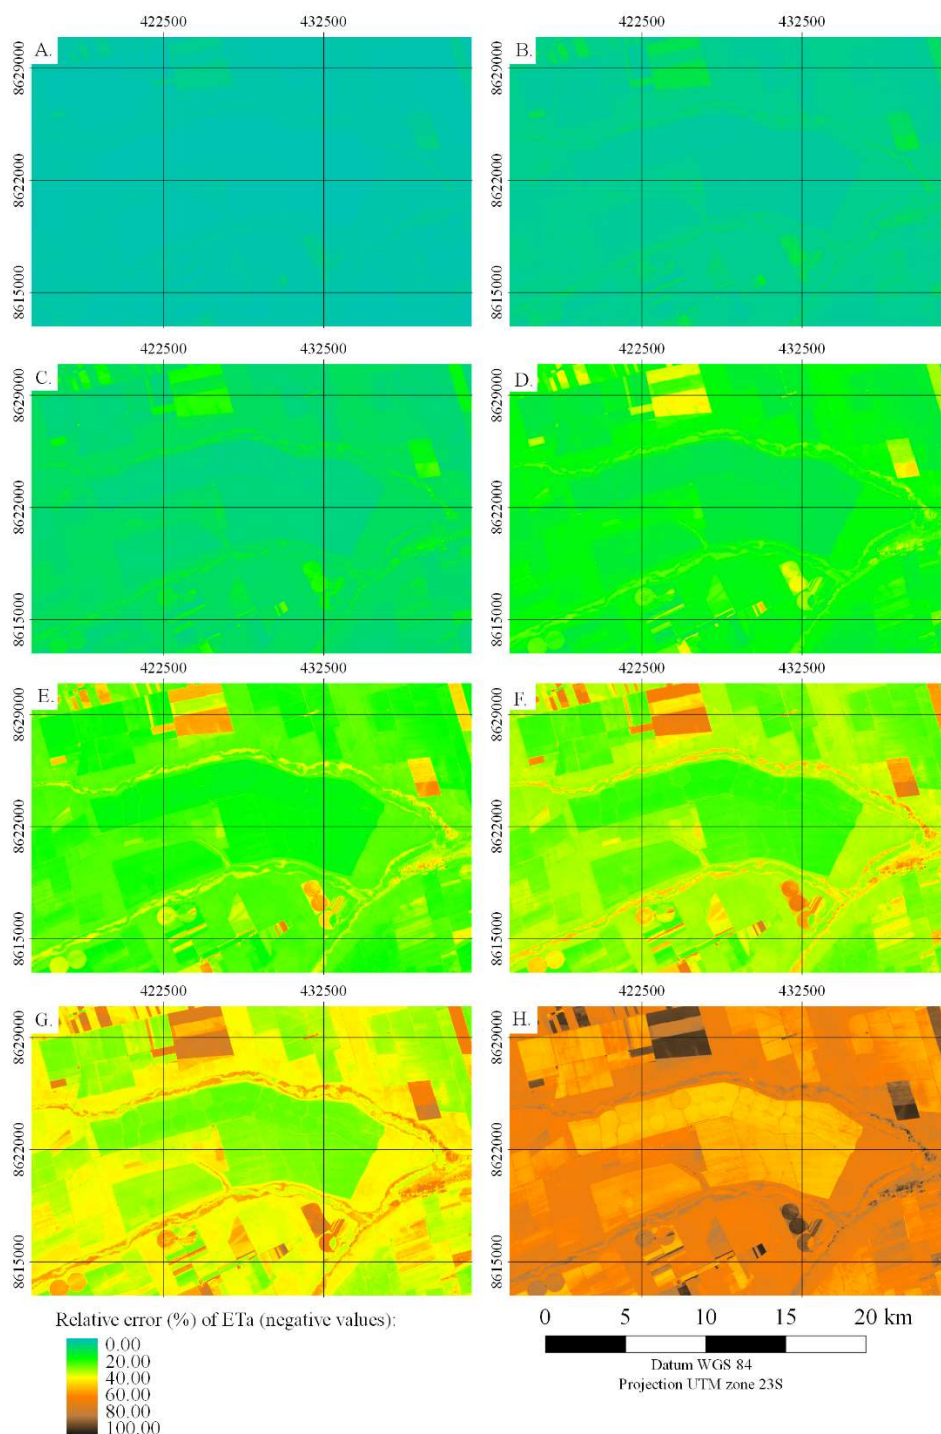 422500 432500 422500 432500
A. B.
8629000 8629000
8622000 8622000
8615000 8615000
422500 432500 422500 432500
C. D.
8629000 8629000
8622000 8622000
8615000 8615000
422500 432500 422500 432500
E. F.
8629000 8629000
8622000 8622000
8615000 8615000
422500 432500 422500 432500
G. H.
8629000 8629000
8622000 8622000
8615000 8615000
Relative error (%) of ETa (negative values):
0.00
20.00
40.00
60.00
80.00
100.00
0 5 10 15 20 km
Datum WGS 84
Projection UTM zone 23S